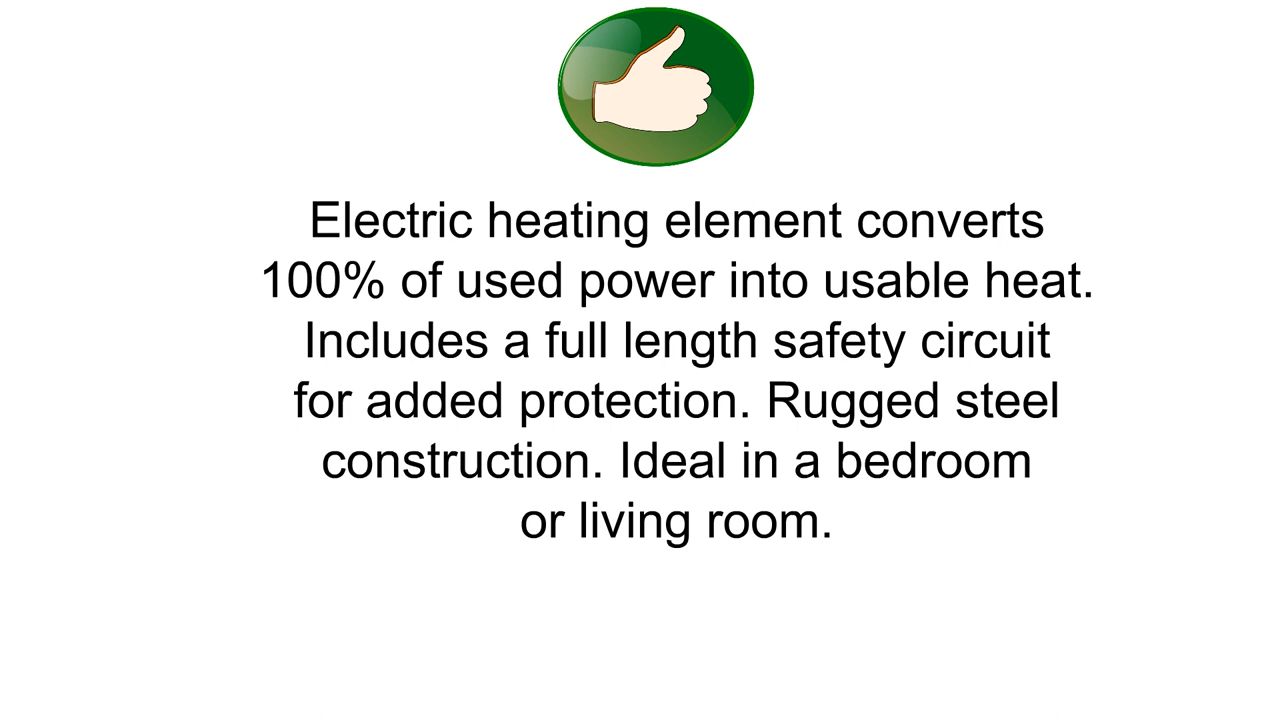 Electric heating element converts
100% of used power into usable heat.
Includes a full length safety circuit
for added protection. Rugged steel
construction. Ideal in a bedroom
or living room.